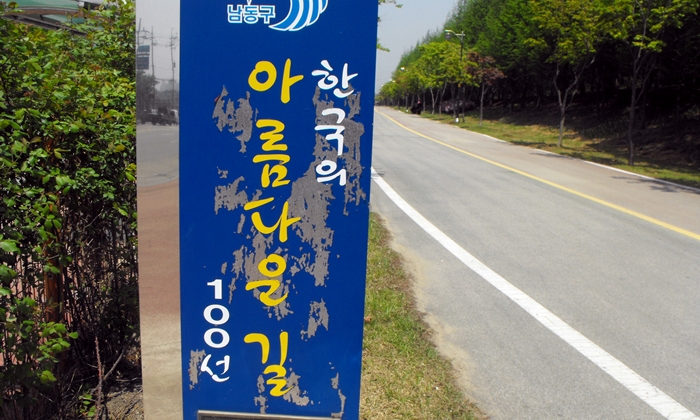 남동구
한국의
아름다운 길
100선